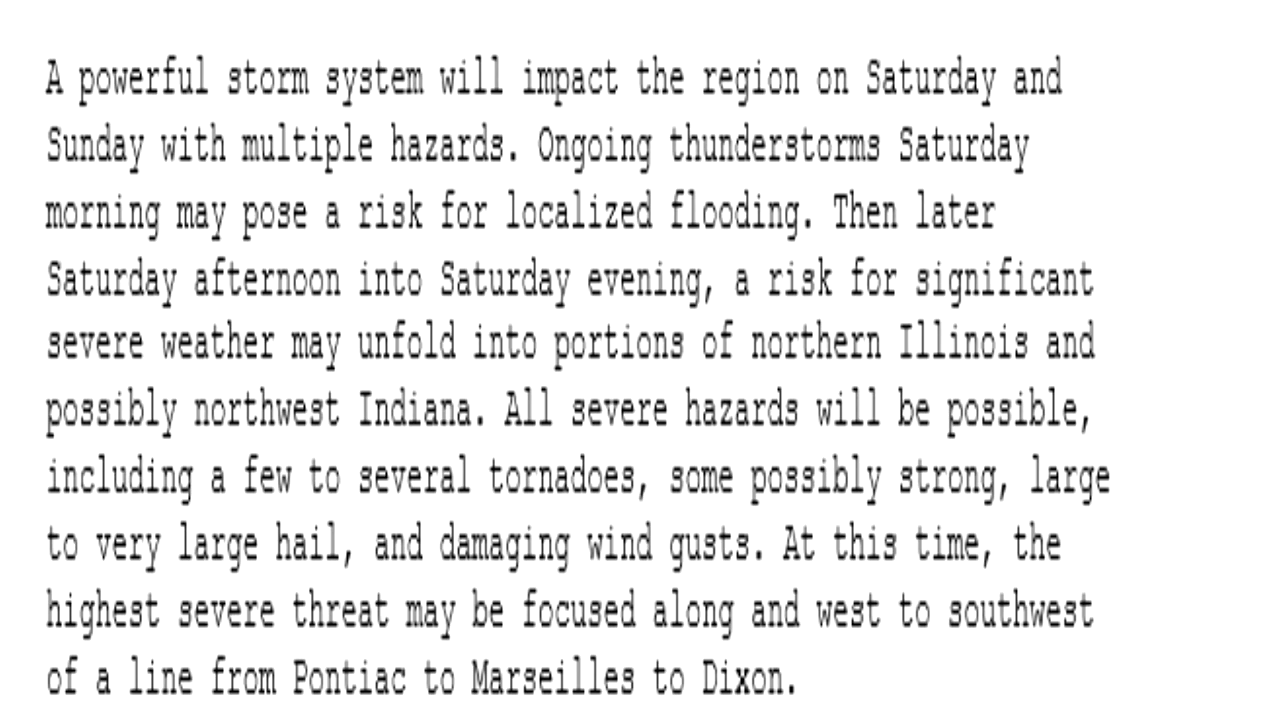 A powerful storm system will impact the region on Saturday and
Sunday with multiple hazards. Ongoing thunderstorms Saturday
morning may pose a risk for localized flooding. Then later
Saturday afternoon into Saturday evening, a risk for significant
severe weather may unfold into portions of northern Illinois and
possibly northwest Indiana. All severe hazards will be possible,
including a few to several tornadoes, some possibly strong, large
to very large hail, and damaging wind gusts. At this time, the
highest severe threat may be focused along and west to southwest
of a line from Pontiac to Marseilles to Dixon.